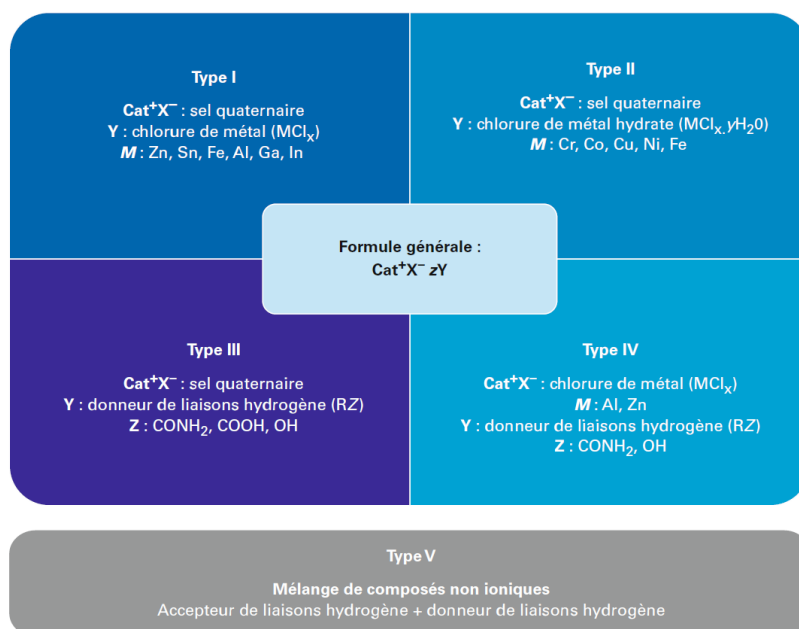 Type I
Cat⁺X⁻ : sel quaternaire
Y : chlorure de métal (MClₓ)
M : Zn, Sn, Fe, Al, Ga, In
Type II
Cat⁺X⁻ : sel quaternaire
Y : chlorure de métal hydrate (MClₓ.yH₂0)
M : Cr, Co, Cu, Ni, Fe
Formule générale :
Cat⁺X⁻ zY
Type III
Cat⁺X⁻ : sel quaternaire
Y : donneur de liaisons hydrogène (RZ)
Z : CONH₂, COOH, OH
Type IV
Cat⁺X⁻ : chlorure de métal (MClₓ)
M : Al, Zn
Y : donneur de liaisons hydrogène (RZ)
Z : CONH₂, OH
Type V
Mélange de composés non ioniques
Accepteur de liaisons hydrogène + donneur de liaisons hydrogène